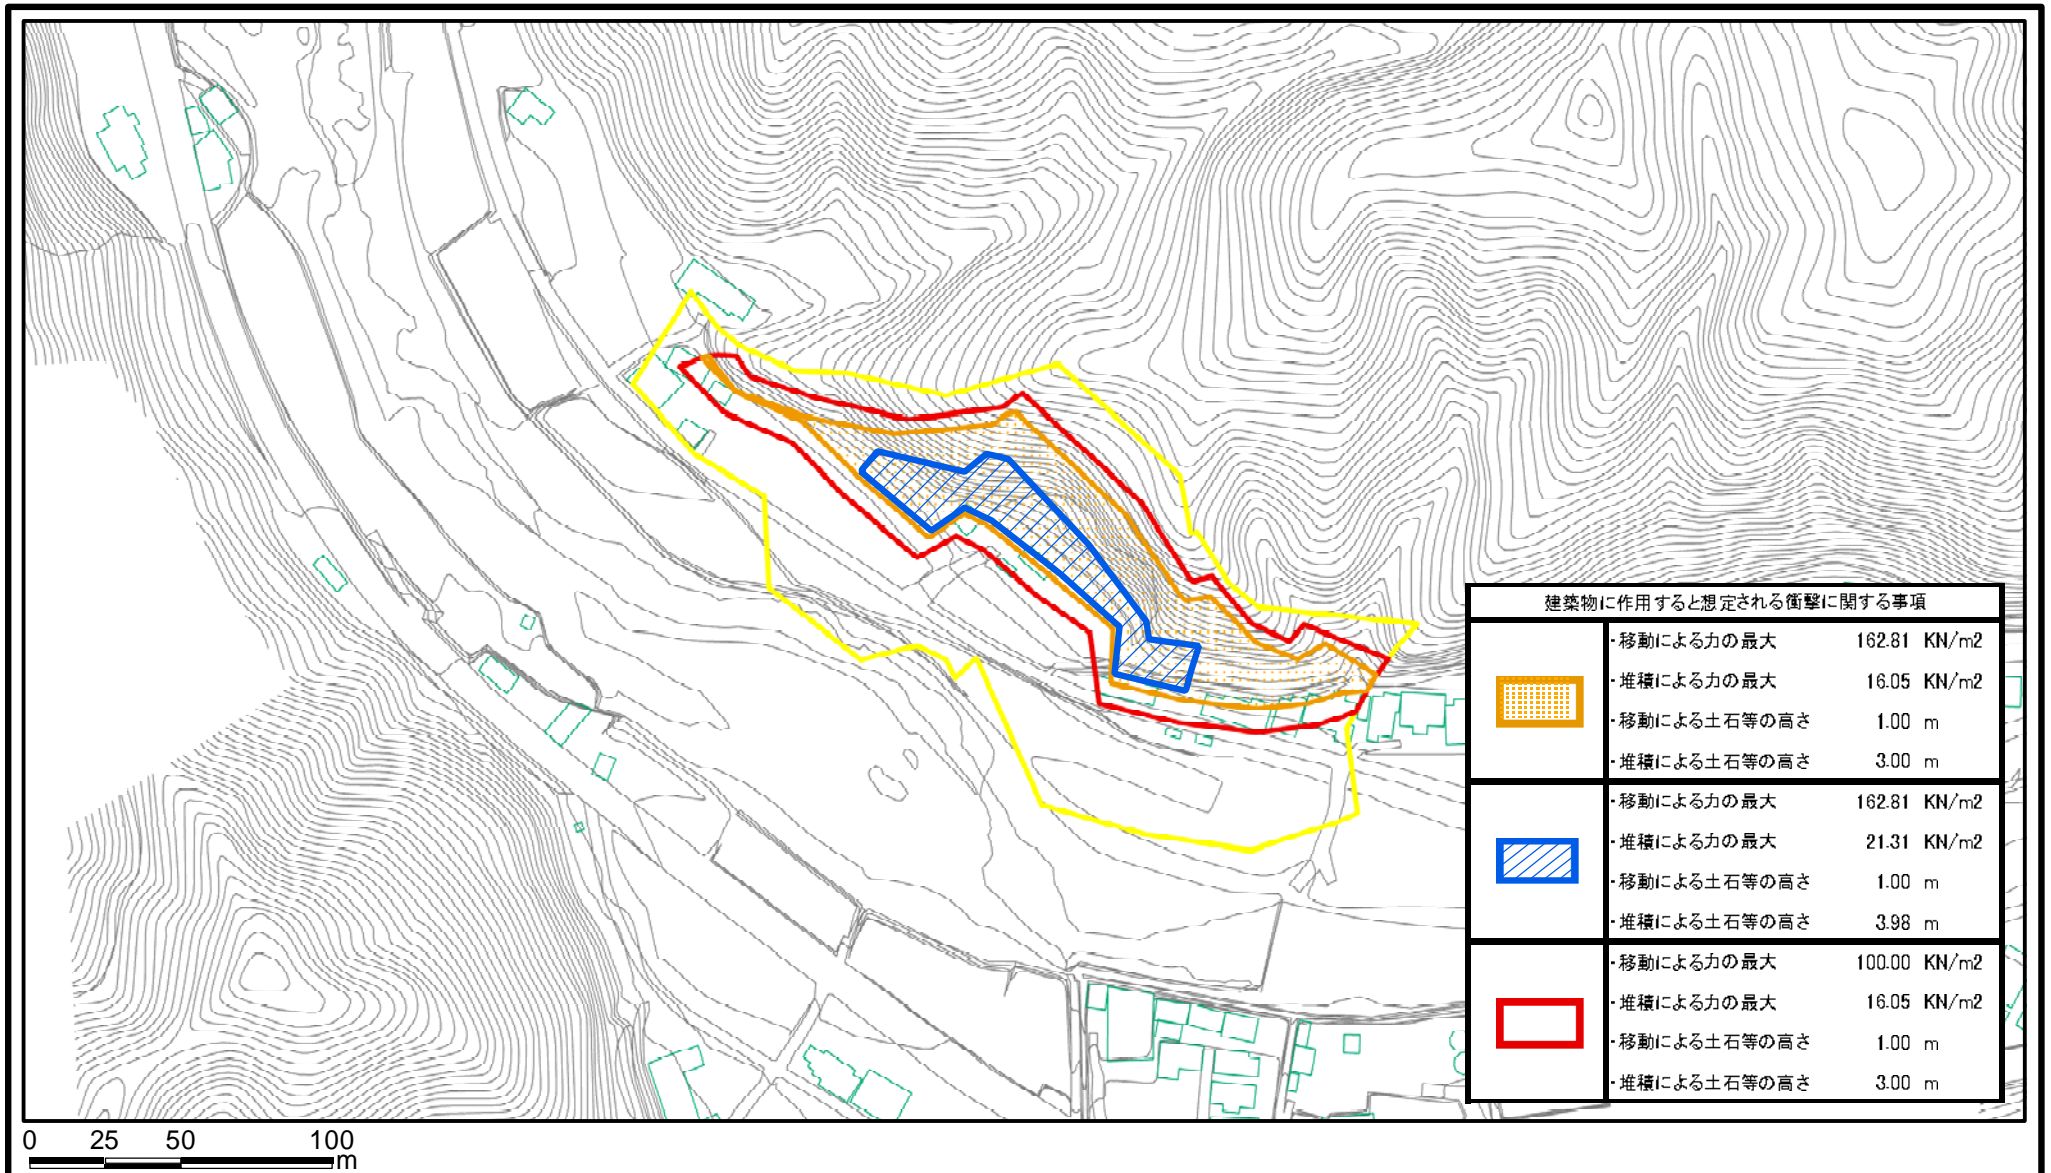 建築物に作用すると想定される衝撃に関する事項
・移動による力の最大 162.81 KN/m2
・堆積による力の最大 16.05 KN/m2
・移動による土石等の高さ 1.00 m
・堆積による土石等の高さ 3.00 m
・移動による力の最大 162.81 KN/m2
・堆積による力の最大 21.31 KN/m2
・移動による土石等の高さ 1.00 m
・堆積による土石等の高さ 3.98 m
・移動による力の最大 100.00 KN/m2
・堆積による力の最大 16.05 KN/m2
・移動による土石等の高さ 1.00 m
・堆積による土石等の高さ 3.00 m
0 25 50 100
m